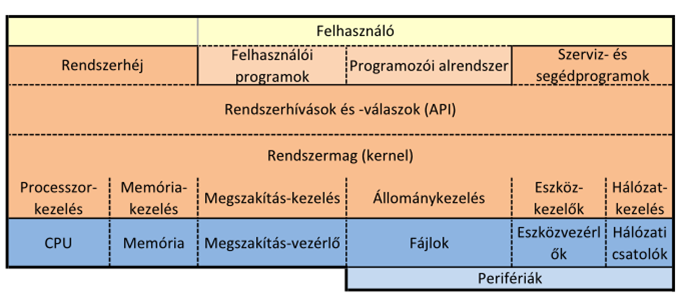 Felhasználó
Rendszerhéj
Felhasználói
programok
Programozói alrendszer
Szerviz- és
segédprogramok
Rendszerhívások és -válaszok (API)
Rendszermag (kernel)
Processzor-
kezelés
Memória-
kezelés
Megszakítás-kezelés
Állománykezelés
Eszköz-
kezelők
Hálózat-
kezelés
CPU
Memória
Megszakítás-vezérlő
Fájlok
Eszközvezérl
ők
Hálózati
csatolók
Perifériák